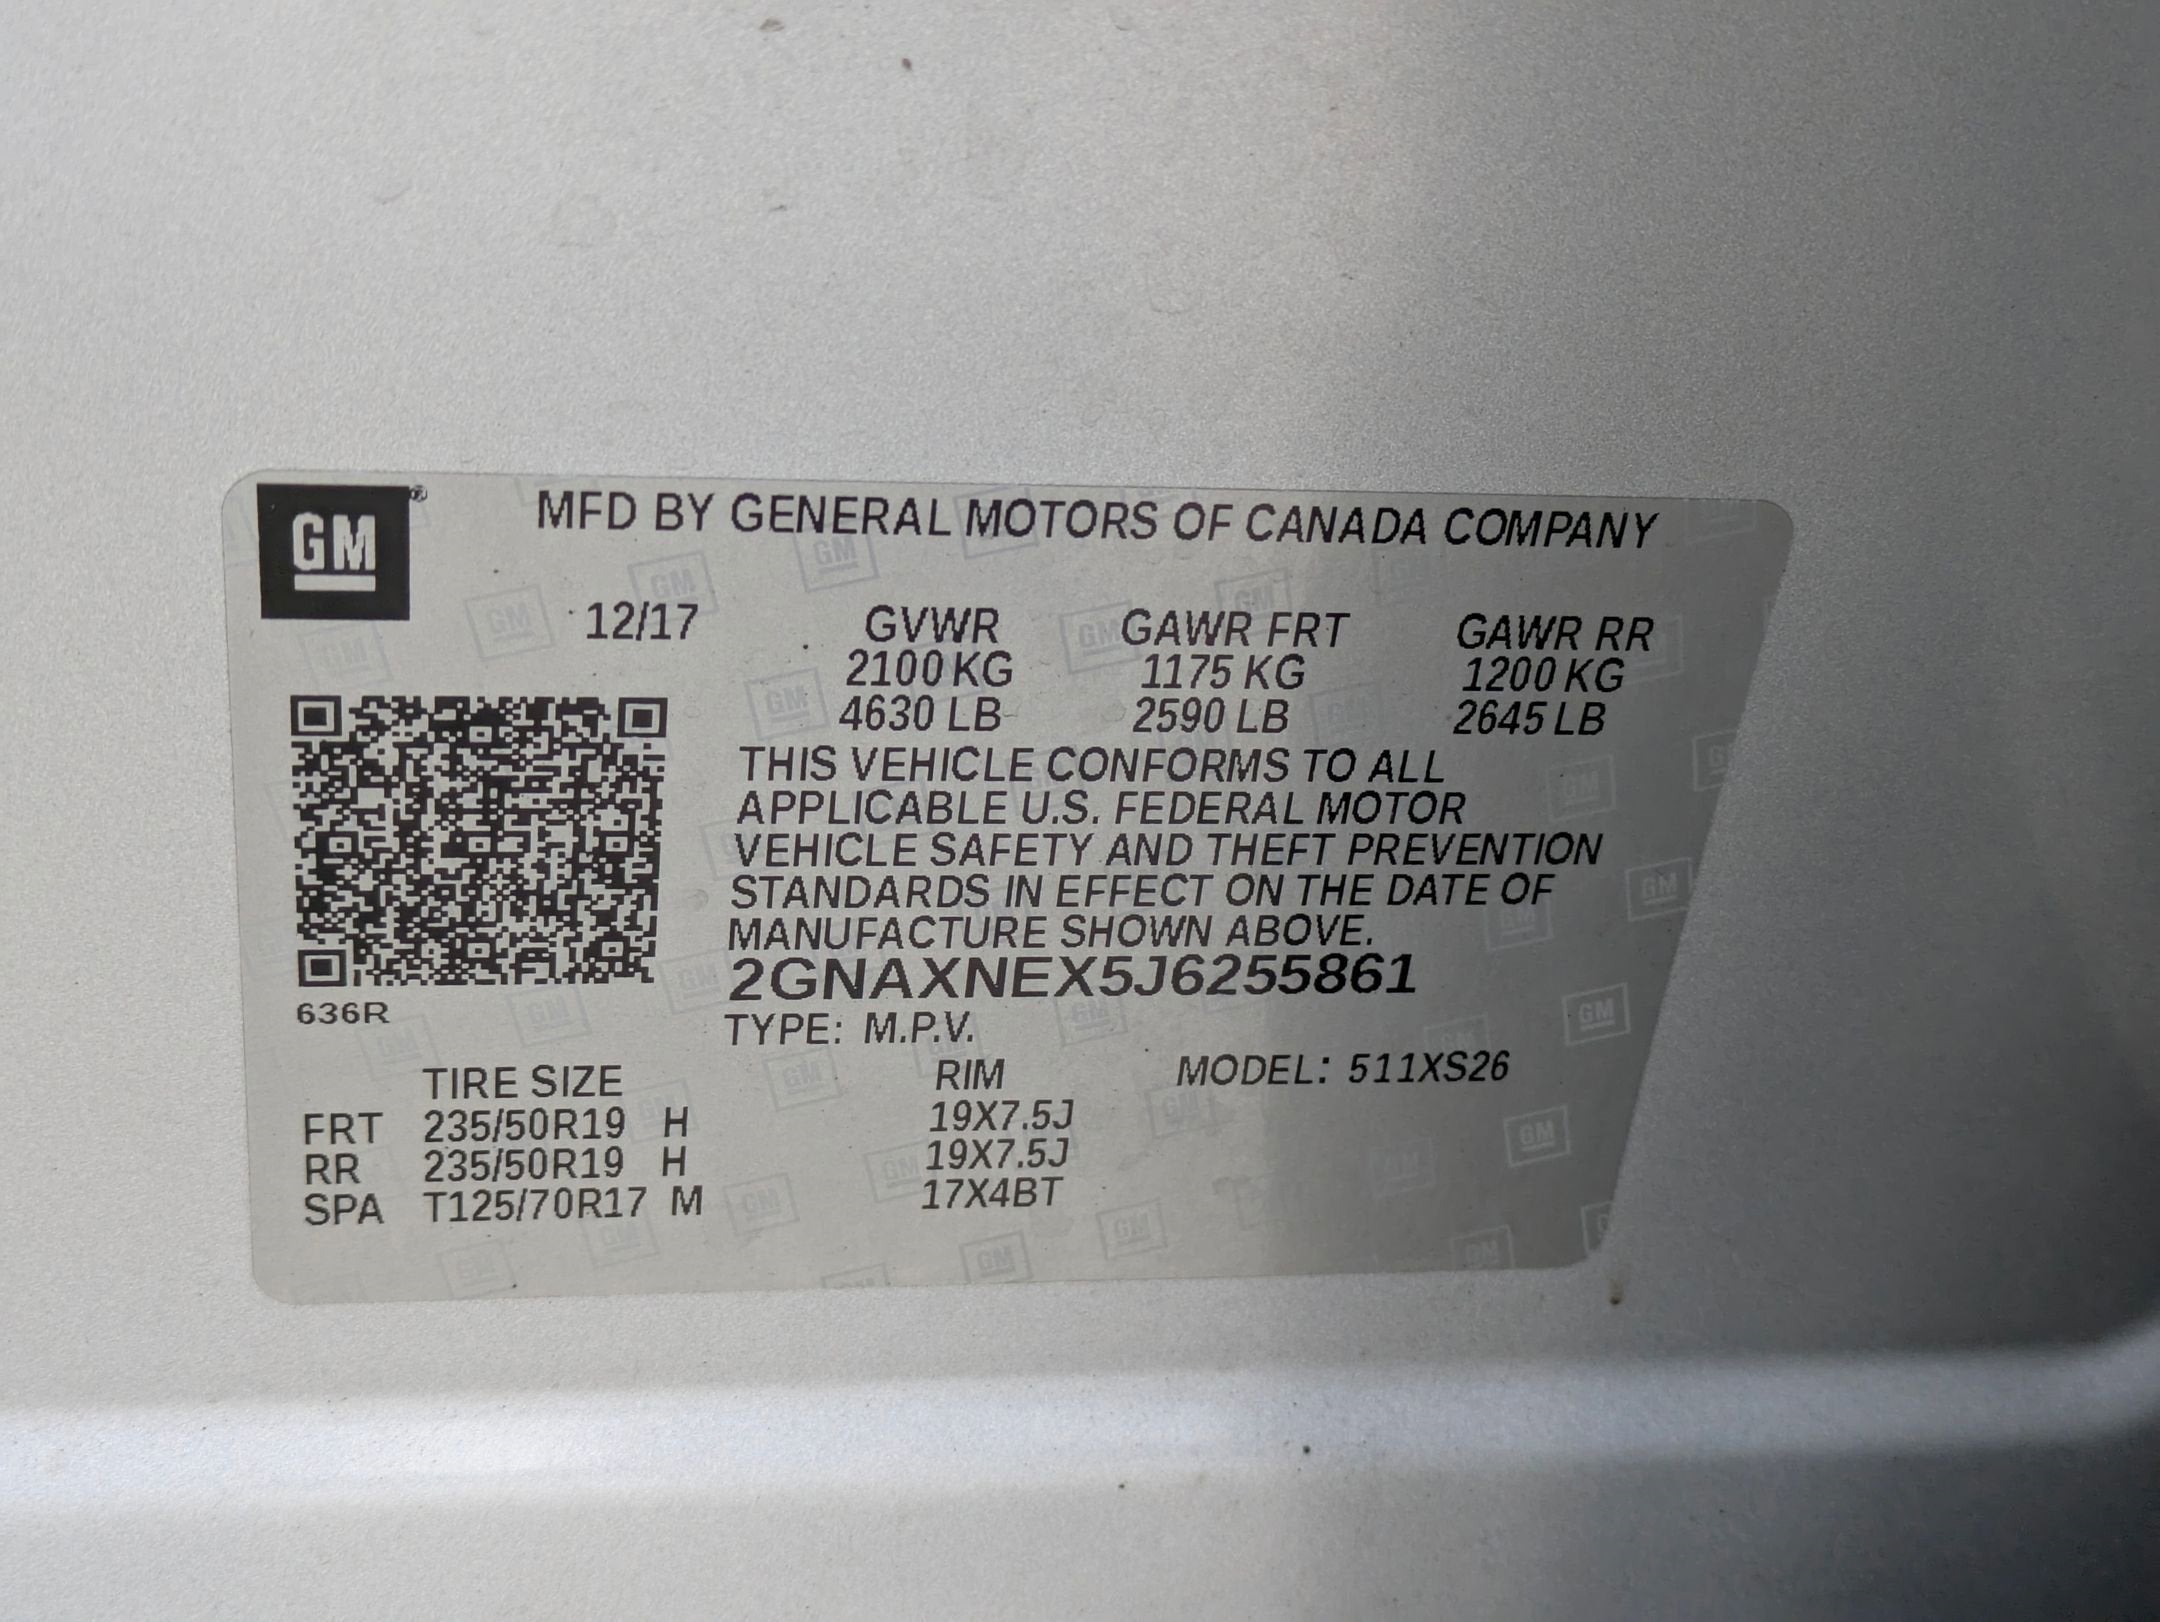 GM ®
MFD BY GENERAL MOTORS OF CANADA COMPANY
12/17 GVWR GAWR FRT GAWR RR
2100 KG 1175 KG 1200 KG
4630 LB 2590 LB 2645 LB
THIS VEHICLE CONFORMS TO ALL
APPLICABLE U.S. FEDERAL MOTOR
VEHICLE SAFETY AND THEFT PREVENTION
STANDARDS IN EFFECT ON THE DATE OF
MANUFACTURE SHOWN ABOVE.
2GNAXNEX5J6255861
636R
TYPE: M.P.V.
TIRE SIZE RIM MODEL: 511XS26
FRT 235/50R19 H 19X7.5J
RR 235/50R19 H 19X7.5J
SPA T125/70R17 M 17X4BT